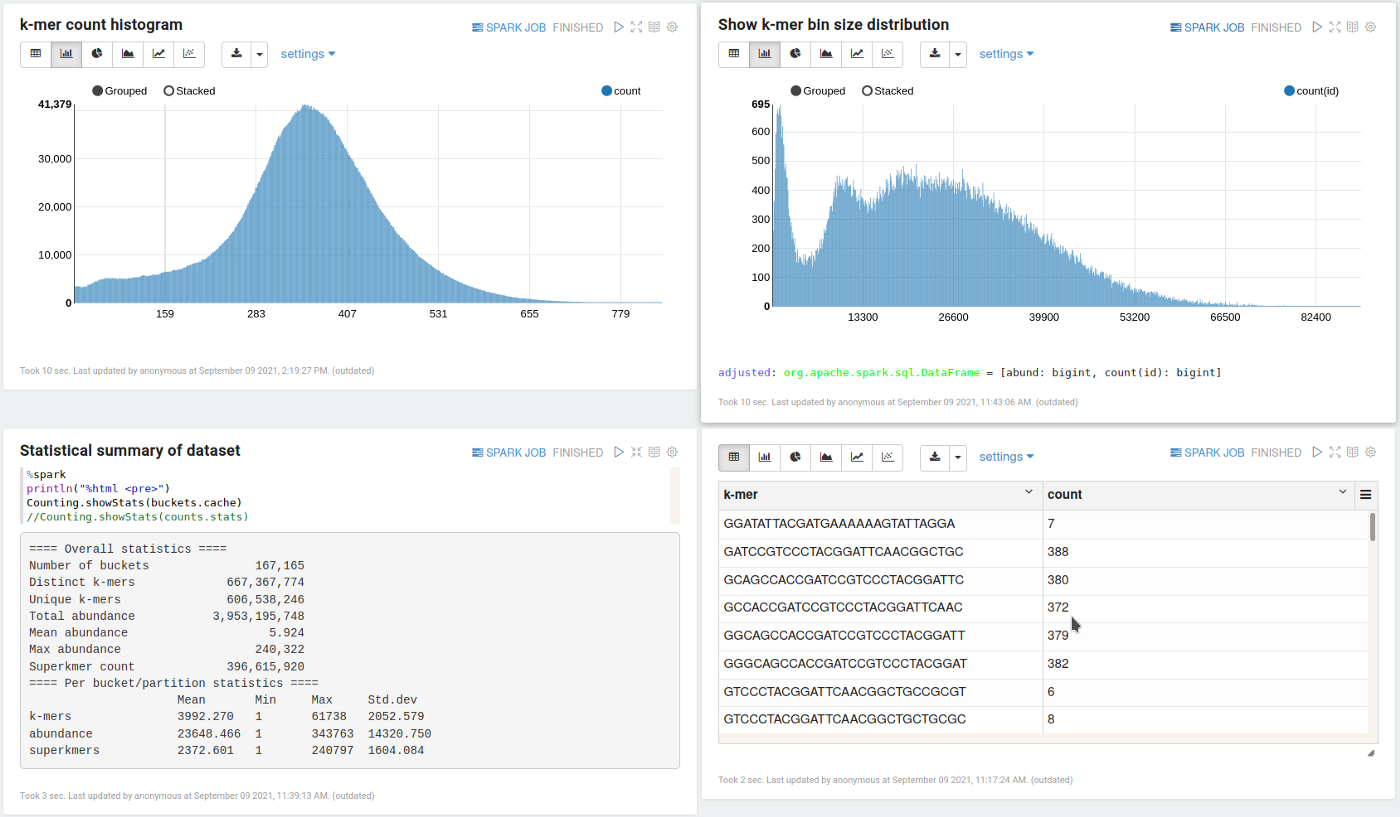 k-mer count histogram
SPARK JOB FINISHED
settings
Grouped Stacked
count
41,379
30,000
20,000
10,000
0
159 283 407 531 655 779
Took 10 sec. Last updated by anonymous at September 09 2021, 2:19:27 PM. (outdated)
Show k-mer bin size distribution
SPARK JOB FINISHED
settings
Grouped Stacked
count(id)
695
600
500
400
300
200
100
0
13300 26600 39900 53200 66500 82400
adjusted: org.apache.spark.sql.DataFrame = [abund: bigint, count(id): bigint]
Took 10 sec. Last updated by anonymous at September 09 2021, 11:43:06 AM. (outdated)
Statistical summary of dataset
SPARK JOB FINISHED
%spark
println("%html <pre>")
Counting.showStats(buckets.cache)
//Counting.showStats(counts.stats)
==== Overall statistics ====
Number of buckets 167,165
Distinct k-mers 667,367,774
Unique k-mers 606,538,246
Total abundance 3,953,195,748
Mean abundance 5.924
Max abundance 240,322
Superkmer count 396,615,920
==== Per bucket/partition statistics ====
Mean Min Max Std.dev
k-mers 3992.270 1 61738 2052.579
abundance 23648.466 1 343763 14320.750
superkmers 2372.601 1 240797 1604.084
Took 3 sec. Last updated by anonymous at September 09 2021, 11:39:13 AM. (outdated)
SPARK JOB FINISHED
settings
k-mer count
GGATATTACGATGAAAAAAGTATTAGGA 7
GATCCGTCCCTACGGATTCAACGGCTGC 388
GCAGCCACCGATCCGTCCCTACGGATTC 380
GCCACCGATCCGTCCCTACGGATTCAAC 372
GGCAGCCACCGATCCGTCCCTACGGATT 379
GGGCAGCCACCGATCCGTCCCTACGGAT 382
GTCCCTACGGATTCAACGGCTGCCGCGT 6
GTCCCTACGGATTCAACGGCTGCTGCGC 8
Took 2 sec. Last updated by anonymous at September 09 2021, 11:17:24 AM. (outdated)